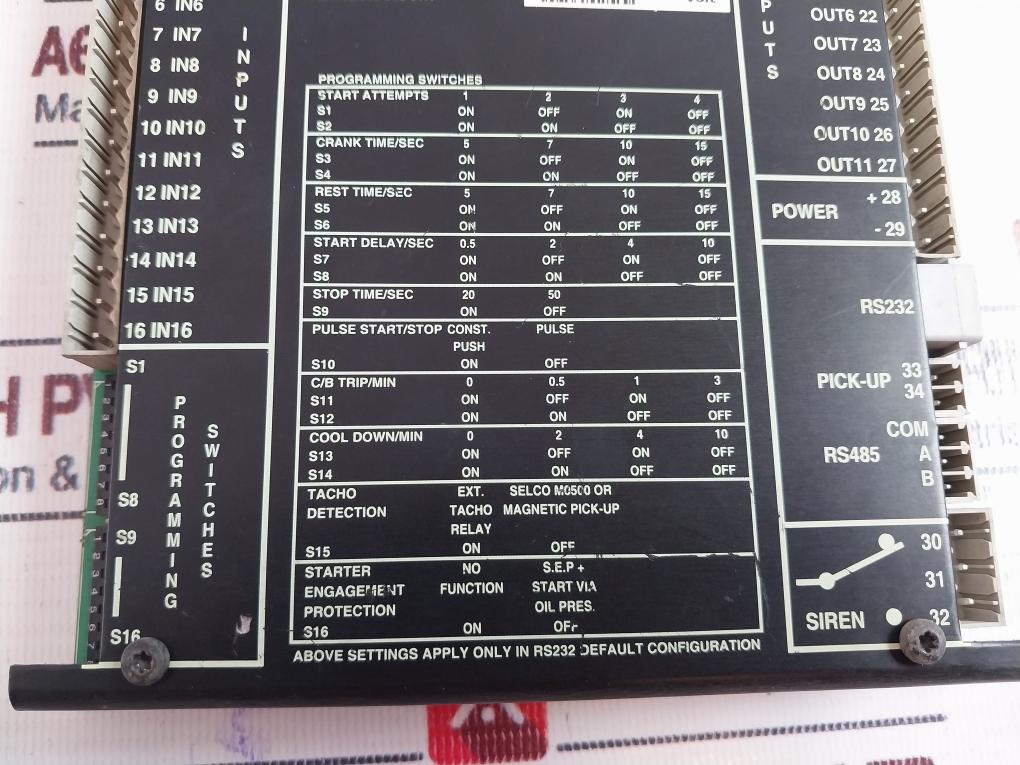 6 IN6
7 IN7
8 IN8
9 IN9
10 IN10
11 IN11
12 IN12
13 IN13
14 IN14
15 IN15
16 IN16
INPUTS
S1
S8
S9
S16
PROGRAMMING
SWITCHES
PROGRAMMING SWITCHES
START ATTEMPTS 1 2 3 4
S1 ON OFF ON OFF
S2 ON ON OFF OFF
CRANK TIME/SEC 5 7 10 15
S3 ON OFF ON OFF
S4 ON ON OFF OFF
REST TIME/SEC 5 7 10 15
S5 ON OFF ON OFF
S6 ON ON OFF OFF
START DELAY/SEC 0.5 2 4 10
S7 ON OFF ON OFF
S8 ON ON OFF OFF
STOP TIME/SEC 20 50
S9 ON OFF
PULSE START/STOP CONST. PULSE
PUSH
S10 ON OFF
C/B TRIP/MIN 0 0.5 1 3
S11 ON OFF ON OFF
S12 ON ON OFF OFF
COOL DOWN/MIN 0 2 4 10
S13 ON OFF ON OFF
S14 ON ON OFF OFF
TACHO EXT. SELCO M0500 OR
DETECTION TACHO MAGNETIC PICK-UP
RELAY
S15 ON OFF
STARTER NO S.E.P +
ENGAGEMENT FUNCTION START VIA
PROTECTION OIL PRES.
S16 ON OFF
ABOVE SETTINGS APPLY ONLY IN RS232 DEFAULT CONFIGURATION
PUTS
OUT6 22
OUT7 23
OUT8 24
OUT9 25
OUT10 26
OUT11 27
POWER + 28
- 29
RS232
PICK-UP 33
34
COM
RS485 A
B
30
31
SIREN 32